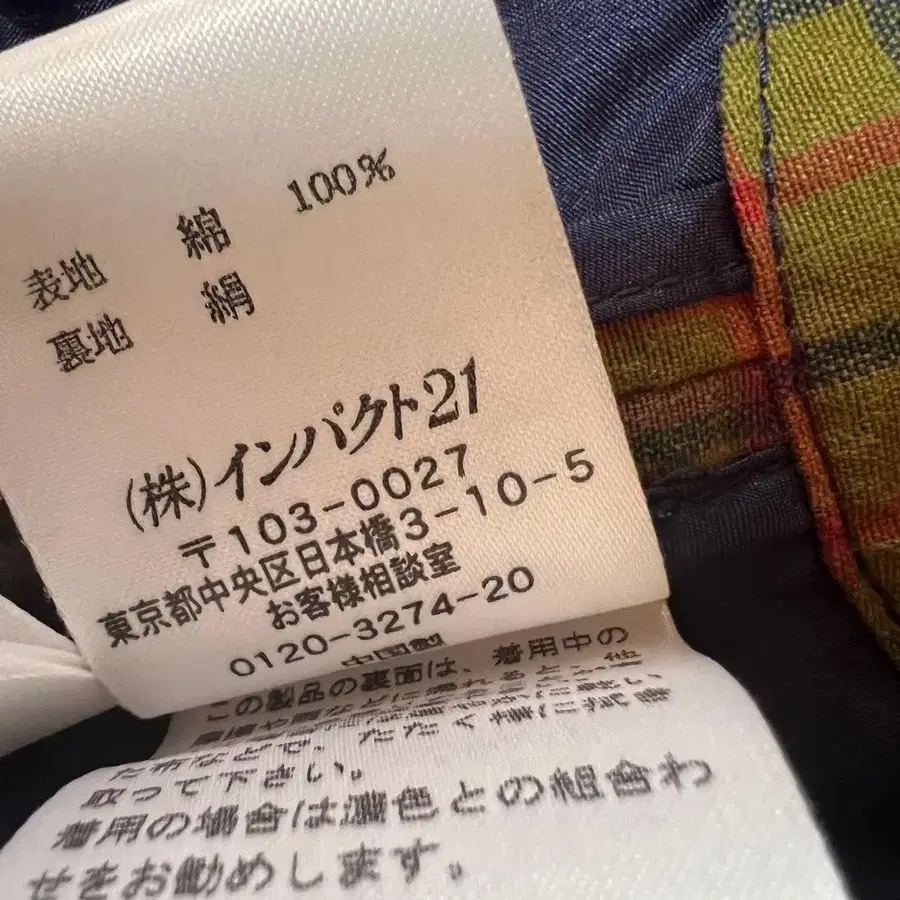 表地 綿 100%
裏地 絹
(株)インパクト21
〒103-0027
東京都中央区日本橋3-10-5
お客様相談室
0120-3274-20
中国製
この製品の裏面は、着用中の
取って下さい。
着用の場合は濃色との組合わ
せをお勧めします。